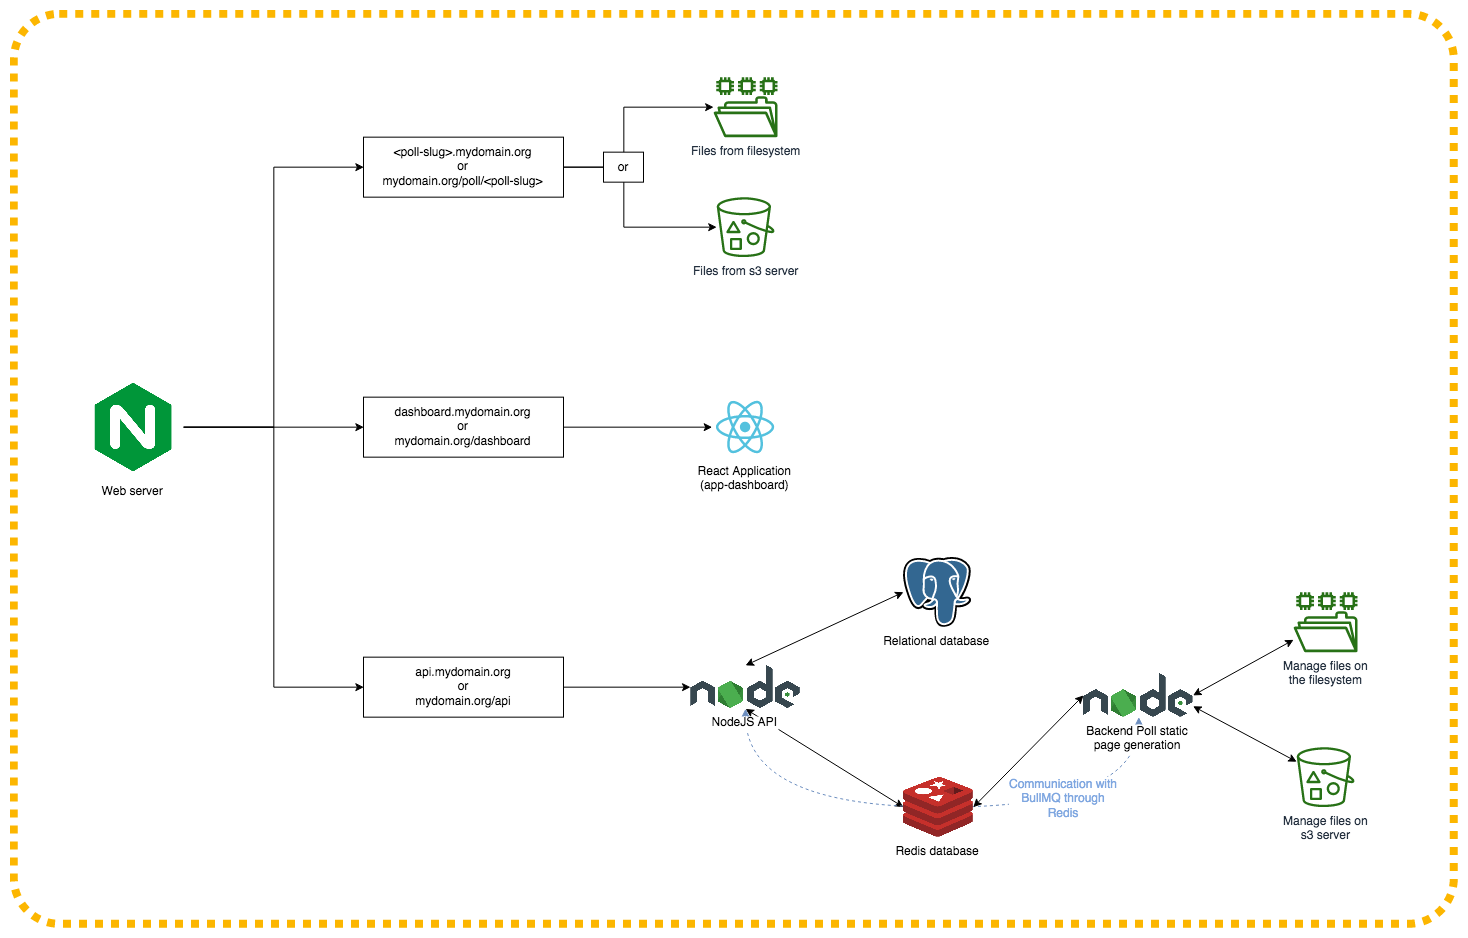 Files from filesystem
<poll-slug>.mydomain.org
or
mydomain.org/poll/<poll-slug>
or
Files from s3 server
N
Web server
dashboard.mydomain.org
or
mydomain.org/dashboard
React Application
(app-dashboard)
Relational database
api.mydomain.org
or
mydomain.org/api
node
NodeJS API
node
Backend Poll static
page generation
Manage files on
the filesystem
Communication with
BullMQ through
Redis
Redis database
Manage files on
s3 server